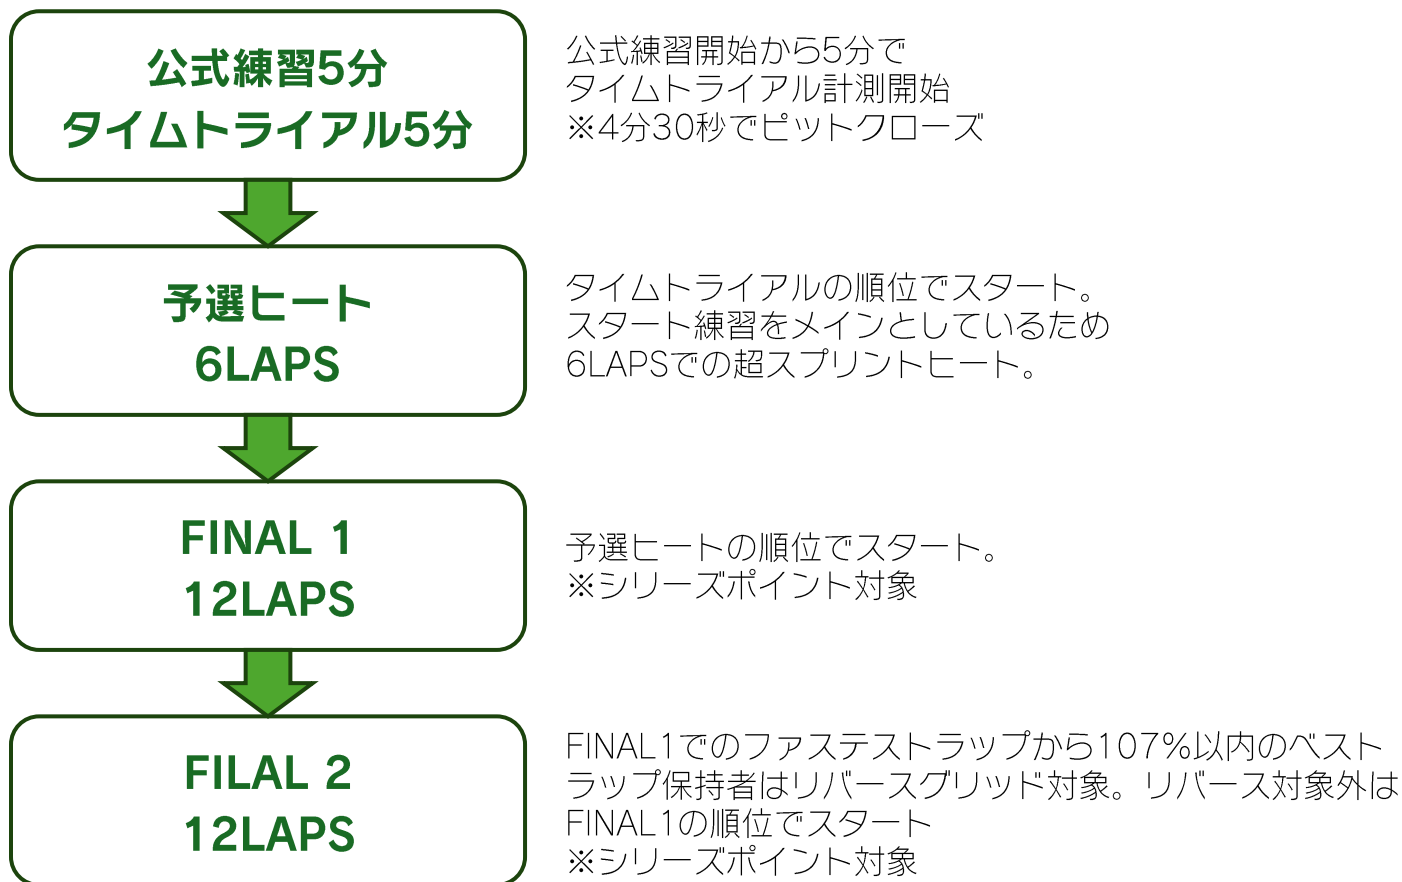 公式練習5分
タイムトライアル5分
公式練習開始から5分で
タイムトライアル計測開始
※4分30秒でピットクローズ
予選ヒート
6LAPS
タイムトライアルの順位でスタート。
スタート練習をメインとしているため
6LAPSでの超スプリントヒート。
FINAL 1
12LAPS
予選ヒートの順位でスタート。
※シリーズポイント対象
FILAL 2
12LAPS
FINAL1でのファステストラップから107%以内のベスト
ラップ保持者はリバースグリッド対象。リバース対象外は
FINAL1の順位でスタート
※シリーズポイント対象